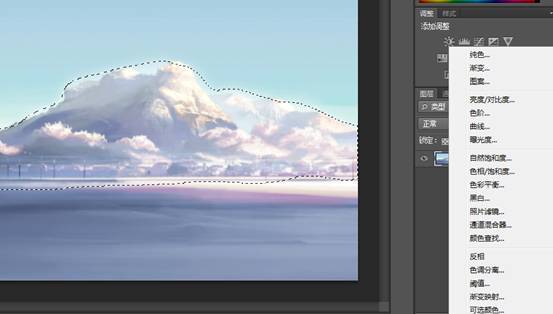 调整 样式
添加调整
图层
类型
正常
锁定:
纯色...
渐变...
图案...
亮度/对比度...
色阶...
曲线...
曝光度...
自然饱和度...
色相/饱和度...
色彩平衡...
黑白...
照片滤镜...
通道混合器...
颜色查找...
反相
色调分离...
阈值...
渐变映射...
可选颜色...